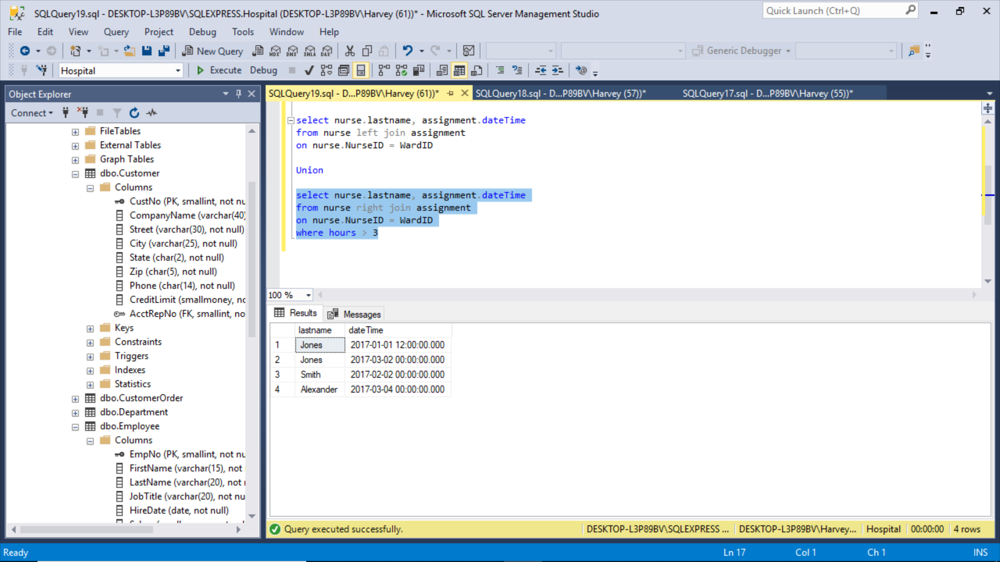 SQLQuery19.sql - DESKTOP-L3P89BV\SQLEXPRESS.Hospital (DESKTOP-L3P89BV\Harvey (61))* - Microsoft SQL Server Management Studio
Quick Launch (Ctrl+Q)
File Edit View Query Project Debug Tools Window Help
New Query MDX DMX XMLA DAX Generic Debugger
Hospital Execute Debug
Object Explorer
Connect
FileTables
External Tables
Graph Tables
dbo.Customer
Columns
CustNo (PK, smallint, not nu
CompanyName (varchar(40)
Street (varchar(30), not null)
City (varchar(25), not null)
State (char(2), not null)
Zip (char(5), not null)
Phone (char(14), not null)
CreditLimit (smallmoney, no
AcctRepNo (FK, smallint, no
Keys
Constraints
Triggers
Indexes
Statistics
dbo.CustomerOrder
dbo.Department
dbo.Employee
Columns
EmpNo (PK, smallint, not nu
FirstName (varchar(15), not
LastName (varchar(20), not
JobTitle (varchar(20), not nu
HireDate (date, not null)
SQLQuery19.sql - D...P89BV\Harvey (61))* SQLQuery18.sql - D...P89BV\Harvey (57))* SQLQuery17.sql - D...P89BV\Harvey (55))*
select nurse.lastname, assignment.dateTime
from nurse left join assignment
on nurse.NurseID = WardID
Union
select nurse.lastname, assignment.dateTime
from nurse right join assignment
on nurse.NurseID = WardID
where hours > 3
100 %
Results Messages
lastname dateTime
1 Jones 2017-01-01 12:00:00.000
2 Jones 2017-03-02 00:00:00.000
3 Smith 2017-02-02 00:00:00.000
4 Alexander 2017-03-04 00:00:00.000
Query executed successfully. DESKTOP-L3P89BV\SQLEXPRESS ... DESKTOP-L3P89BV\Harvey... Hospital 00:00:00 4 rows
Ready Ln 17 Col 1 Ch 1 INS